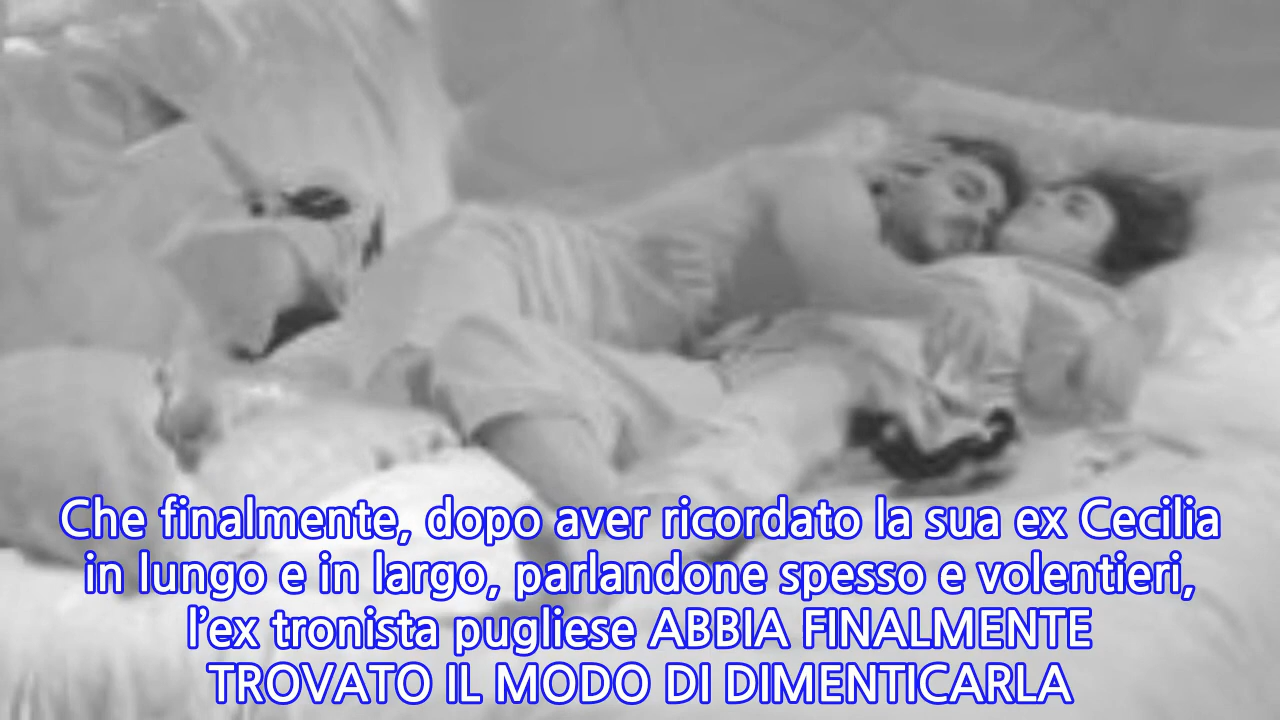 Che finalmente, dopo aver ricordato la sua ex Cecilia
in lungo e in largo, parlandone spesso e volentieri,
l'ex tronista pugliese ABBIA FINALMENTE
TROVATO IL MODO DI DIMENTICARLA